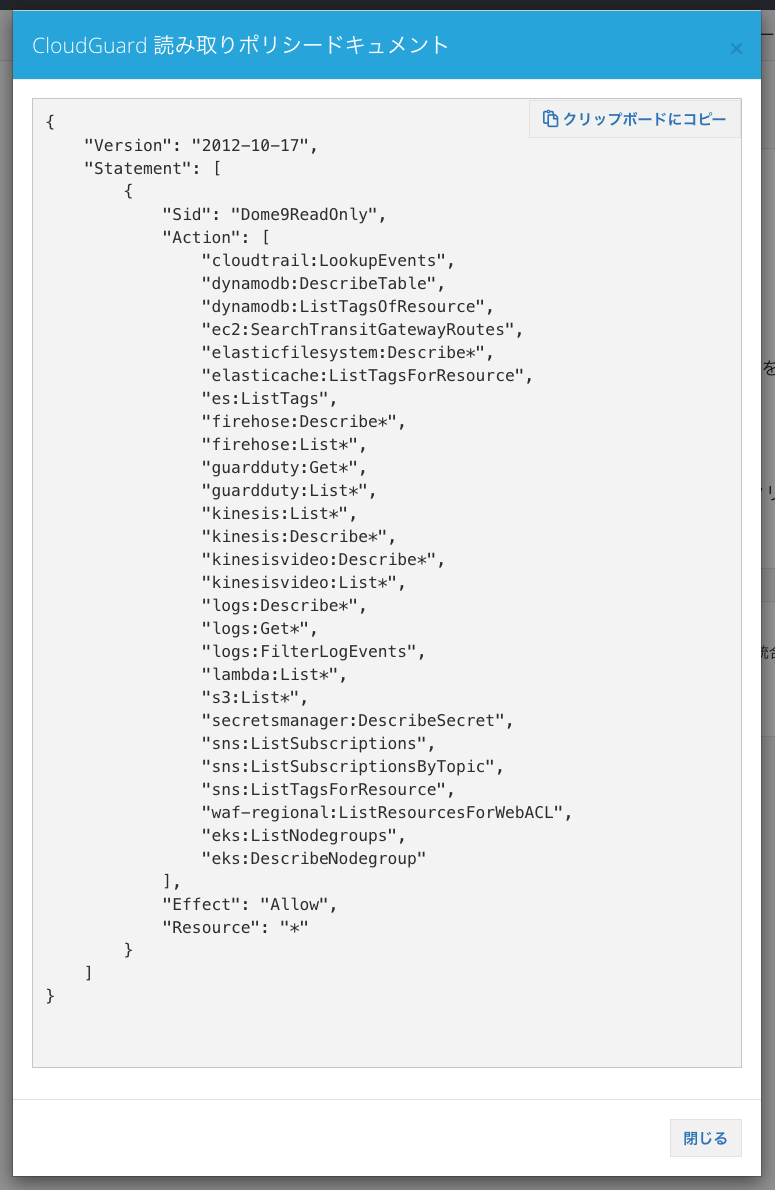 CloudGuard 読み取りポリシードキュメント
×
クリップボードにコピー
{
    "Version": "2012-10-17",
    "Statement": [
        {
            "Sid": "Dome9ReadOnly",
            "Action": [
                "cloudtrail:LookupEvents",
                "dynamodb:DescribeTable",
                "dynamodb:ListTagsOfResource",
                "ec2:SearchTransitGatewayRoutes",
                "elasticfilesystem:Describe*",
                "elasticache:ListTagsForResource",
                "es:ListTags",
                "firehose:Describe*",
                "firehose:List*",
                "guardduty:Get*",
                "guardduty:List*",
                "kinesis:List*",
                "kinesis:Describe*",
                "kinesisvideo:Describe*",
                "kinesisvideo:List*",
                "logs:Describe*",
                "logs:Get*",
                "logs:FilterLogEvents",
                "lambda:List*",
                "s3:List*",
                "secretsmanager:DescribeSecret",
                "sns:ListSubscriptions",
                "sns:ListSubscriptionsByTopic",
                "sns:ListTagsForResource",
                "waf-regional:ListResourcesForWebACL",
                "eks:ListNodegroups",
                "eks:DescribeNodegroup"
            ],
            "Effect": "Allow",
            "Resource": "*"
        }
    ]
}
を
閉じる